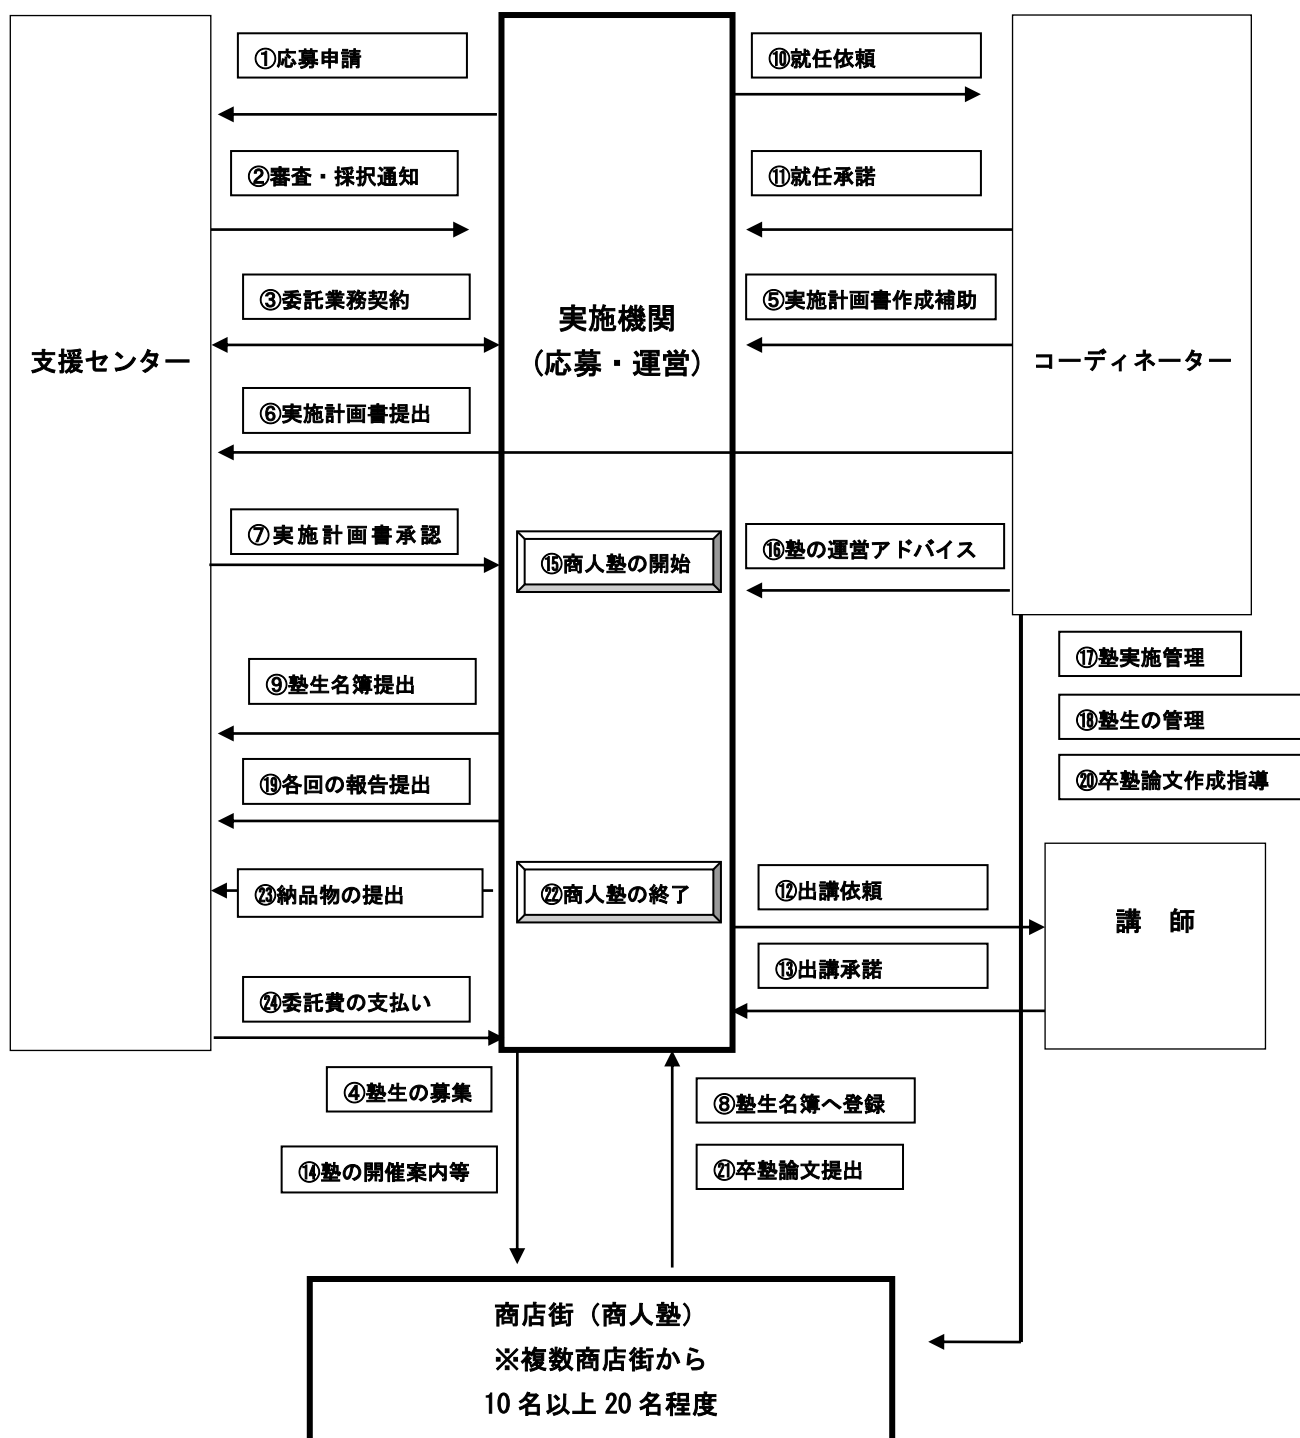 ①応募申請
⑩就任依頼
②審査・採択通知
⑪就任承諾
③委託業務契約
⑤実施計画書作成補助
実施機関
(応募・運営)
支援センター
コーディネーター
⑥実施計画書提出
⑦実施計画書承認
⑮商人塾の開始
⑯塾の運営アドバイス
⑰塾実施管理
⑨塾生名簿提出
⑱塾生の管理
⑲各回の報告提出
⑳卒塾論文作成指導
㉓納品物の提出
㉒商人塾の終了
⑫出講依頼
講　師
⑬出講承諾
㉔委託費の支払い
④塾生の募集
⑧塾生名簿へ登録
⑭塾の開催案内等
㉑卒塾論文提出
商店街（商人塾）
※複数商店街から
10名以上20名程度